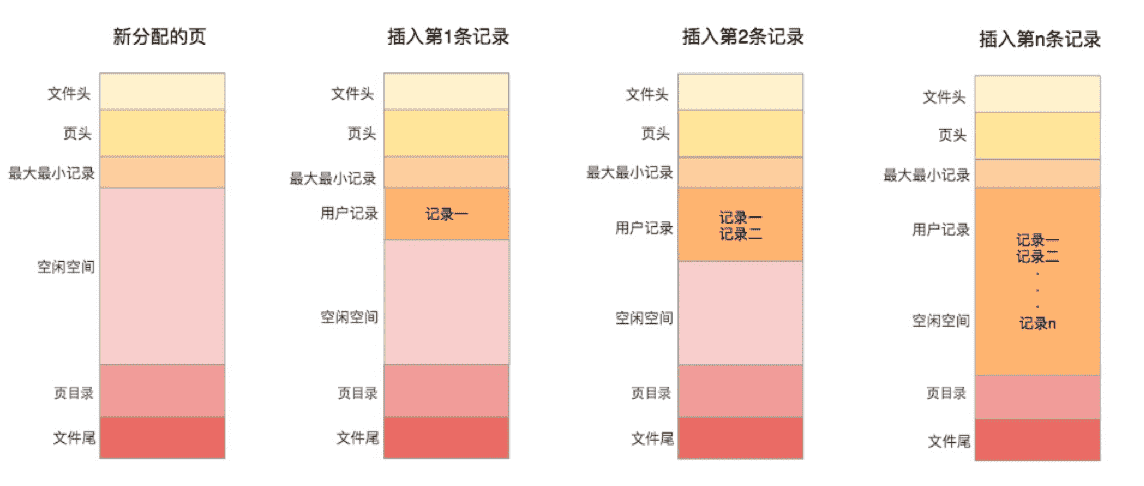 新分配的页
文件头
页头
最大最小记录
空闲空间
页目录
文件尾
插入第1条记录
文件头
页头
最大最小记录
用户记录
记录一
空闲空间
页目录
文件尾
插入第2条记录
文件头
页头
最大最小记录
用户记录
记录一
记录二
空闲空间
页目录
文件尾
插入第n条记录
文件头
页头
最大最小记录
用户记录
记录一
记录二
.
.
.
记录n
空闲空间
页目录
文件尾